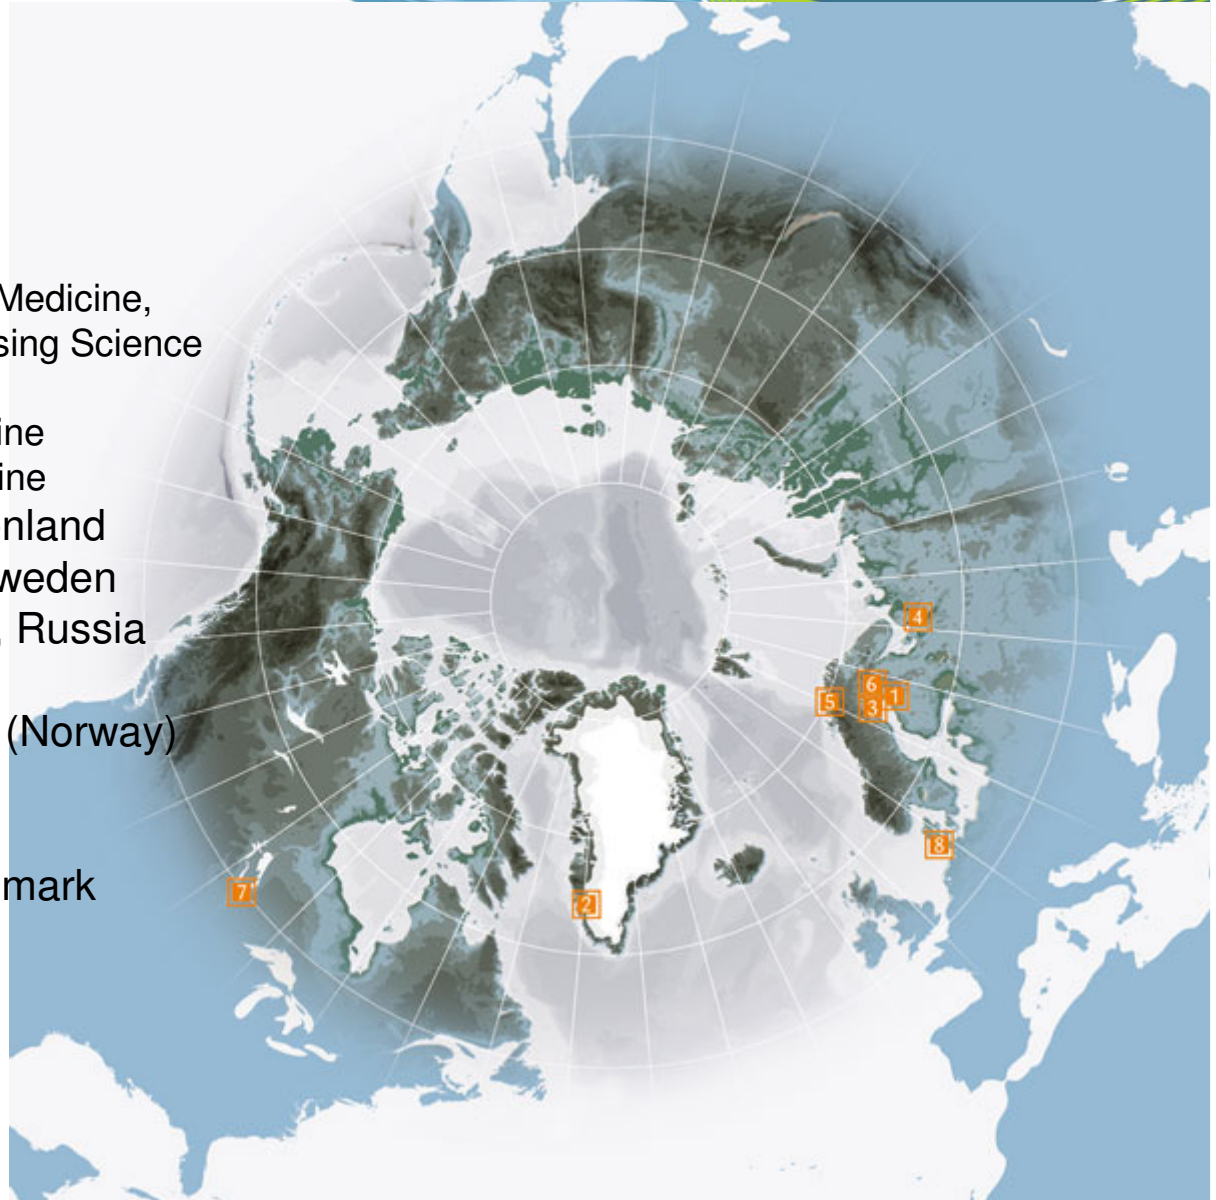 Medicine,
sing Science
ine
ine
nland
weden
, Russia
(Norway)
mark
4
6
1
5
3
8
7
2